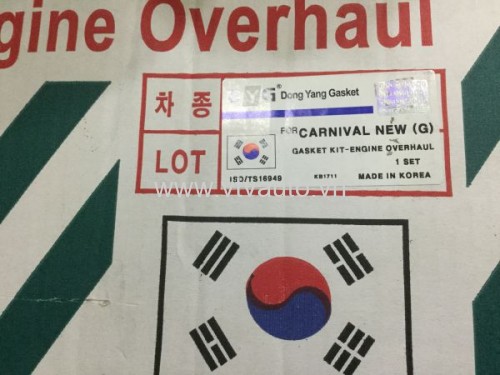 gine Overhaul
차 종
LOT
DYG® Dong Yang Gasket
FOR CARNIVAL NEW (G)
GASKET KIT-ENGINE OVERHAUL
1 SET
ISO/TS16949 KB1711 MADE IN KOREA
www.vivauto.vn